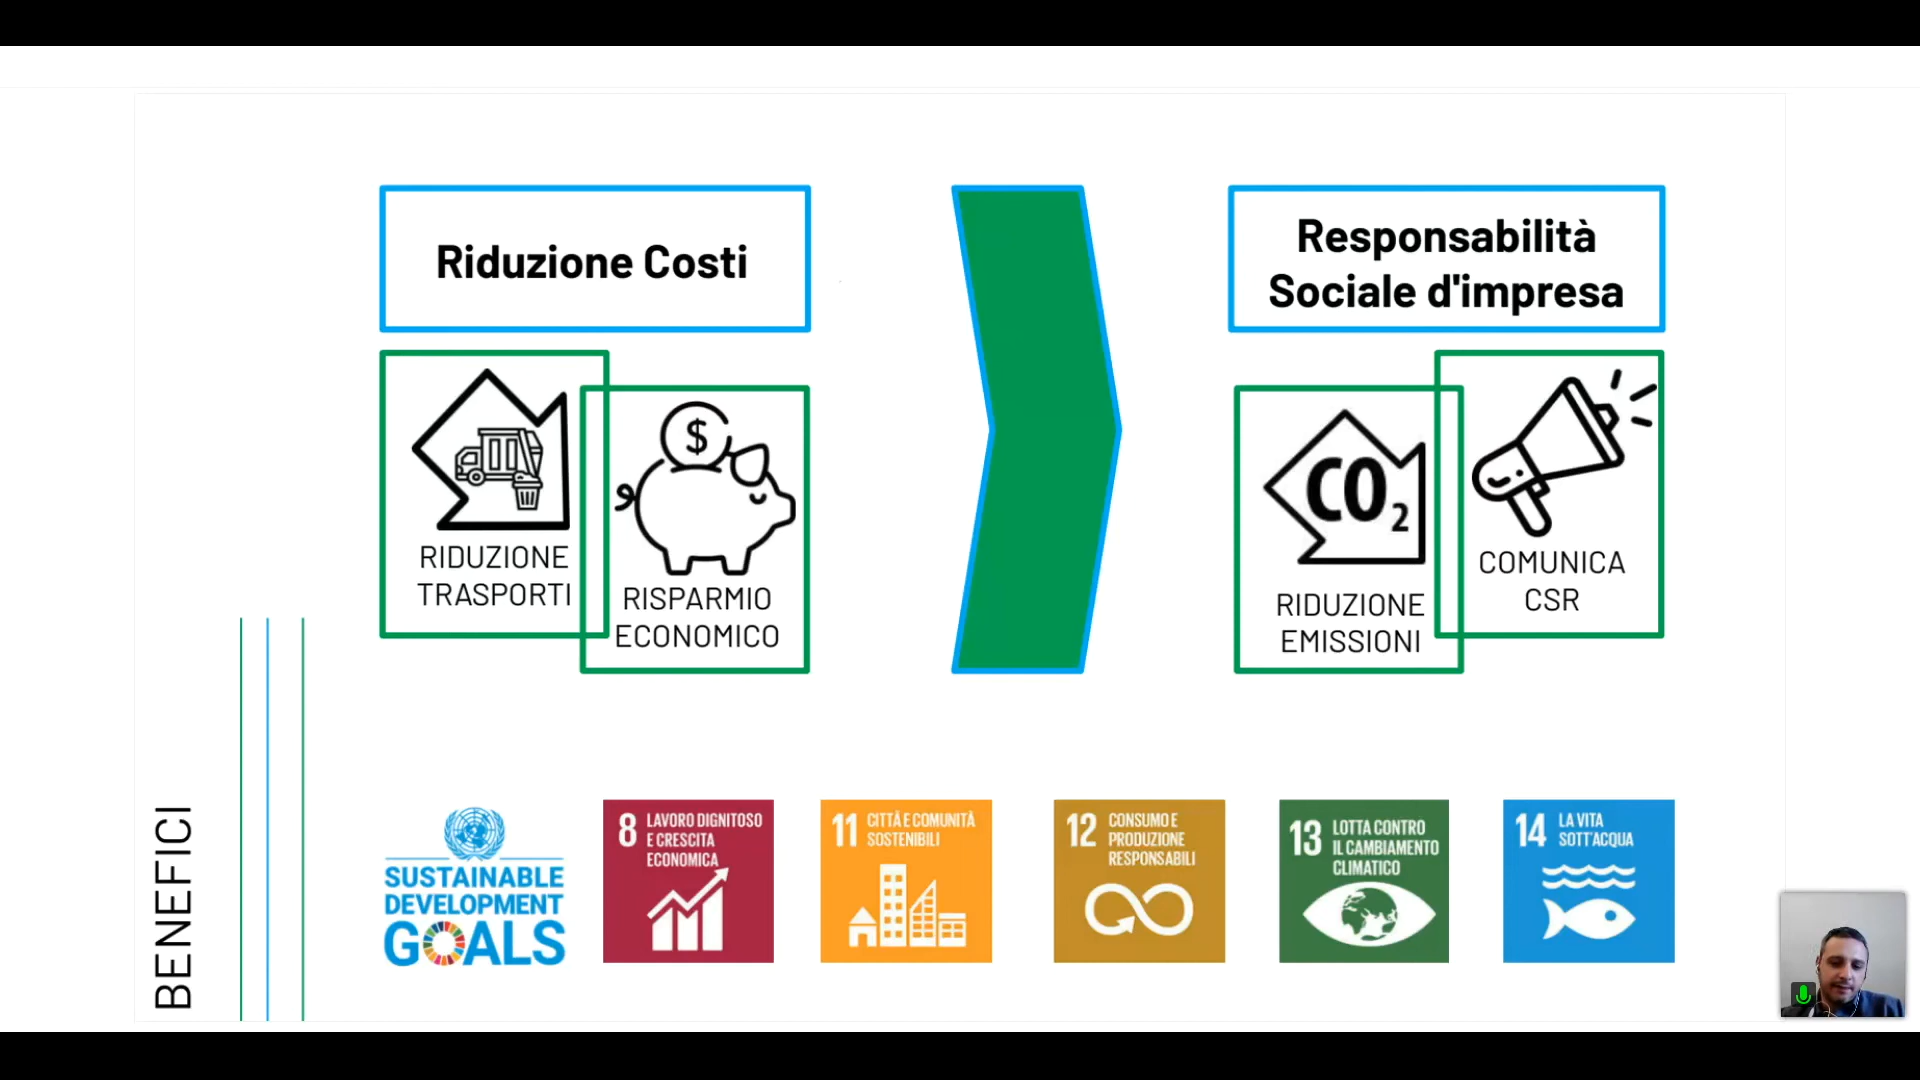 Riduzione Costi
Responsabilità
Sociale d'impresa
RIDUZIONE
TRASPORTI
$
RISPARMIO
ECONOMICO
CO2
RIDUZIONE
EMISSIONI
COMUNICA
CSR
BENEFICI
SUSTAINABLE
DEVELOPMENT
GOALS
8 LAVORO DIGNITOSO
E CRESCITA
ECONOMICA
11 CITTÀ E COMUNITÀ
SOSTENIBILI
12 CONSUMO E
PRODUZIONE
RESPONSABILI
13 LOTTA CONTRO
IL CAMBIAMENTO
CLIMATICO
14 LA VITA
SOTT'ACQUA